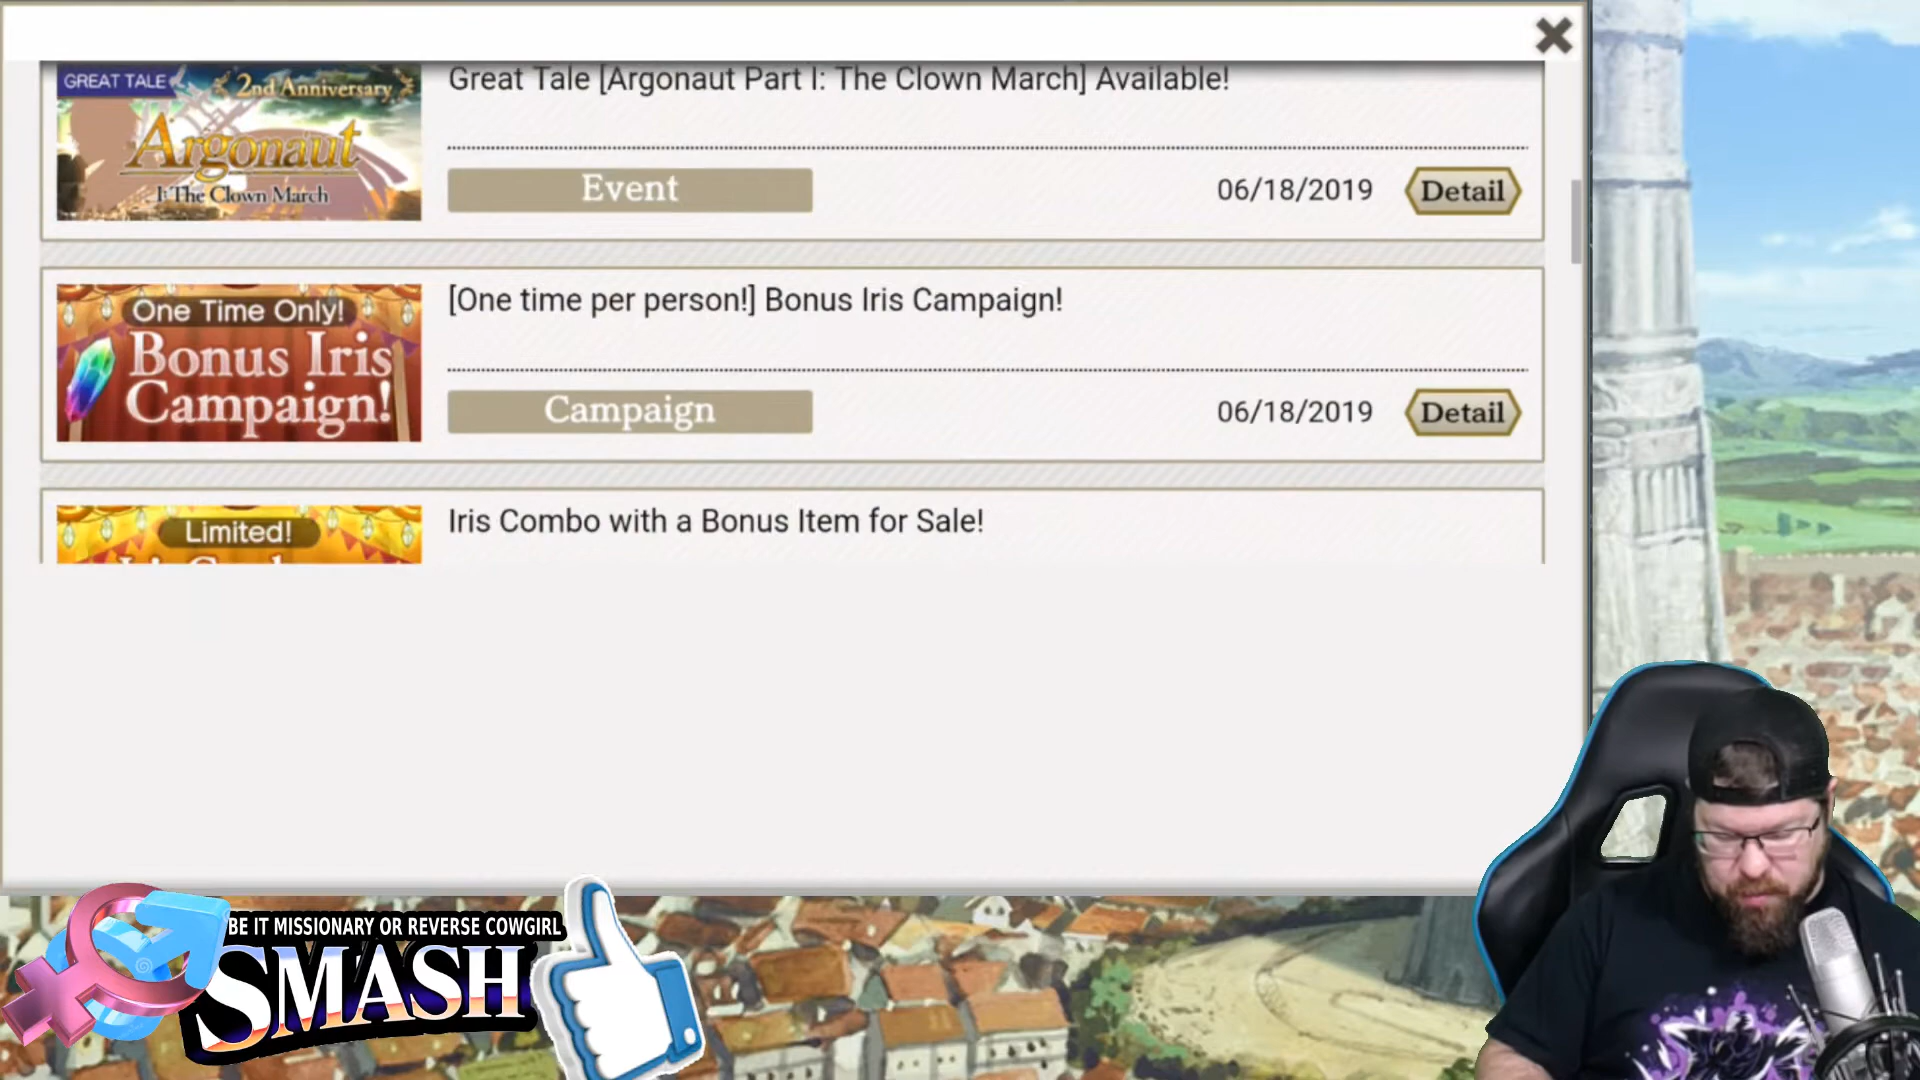 GREAT TALE
2nd Anniversary
Argonaut
I: The Clown March
Great Tale [Argonaut Part I: The Clown March] Available!
Event
06/18/2019
Detail
One Time Only!
Bonus Iris
Campaign!
[One time per person!] Bonus Iris Campaign!
Campaign
06/18/2019
Detail
Limited!
Iris Combo with a Bonus Item for Sale!
BE IT MISSIONARY OR REVERSE COWGIRL
SMASH